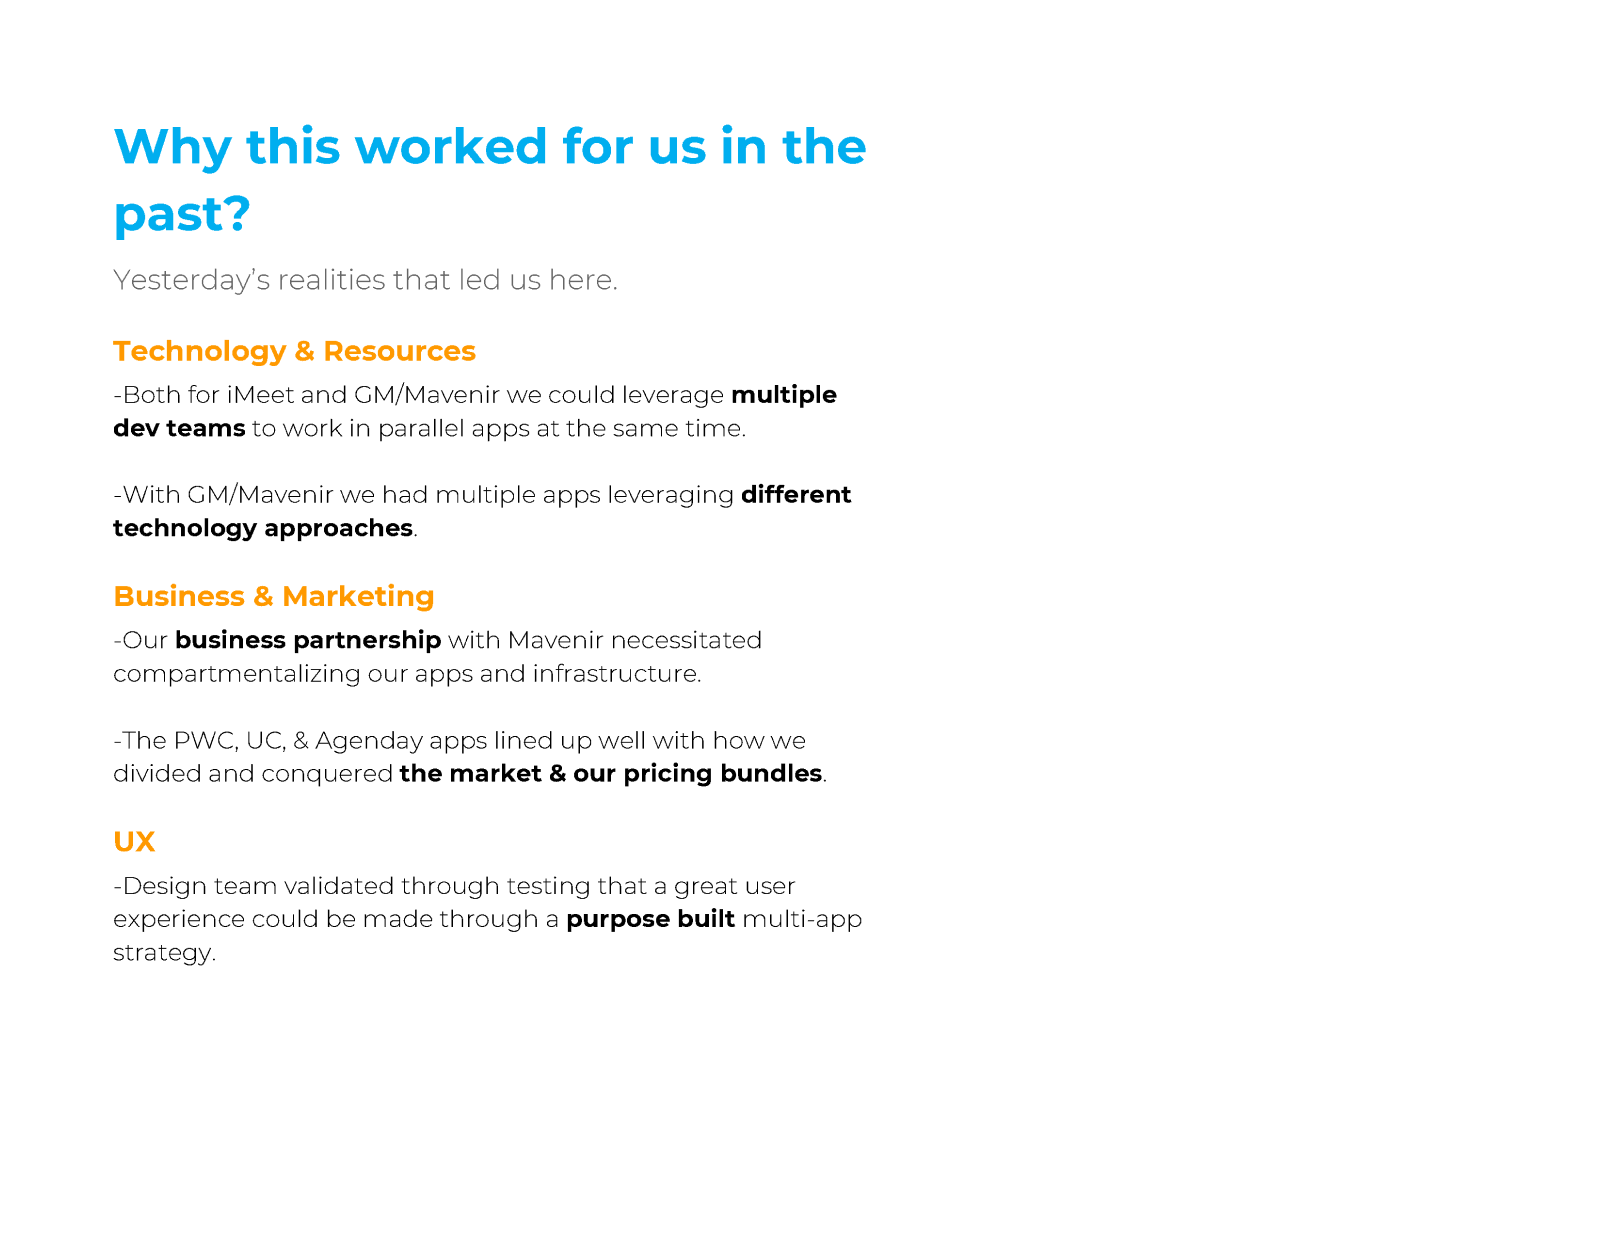 Why this worked for us in the
past?
Yesterday’s realities that led us here.
Technology & Resources
-Both for iMeet and GM/Mavenir we could leverage multiple
dev teams to work in parallel apps at the same time.
-With GM/Mavenir we had multiple apps leveraging different
technology approaches.
Business & Marketing
-Our business partnership with Mavenir necessitated
compartmentalizing our apps and infrastructure.
-The PWC, UC, & Agenday apps lined up well with how we
divided and conquered the market & our pricing bundles.
UX
-Design team validated through testing that a great user
experience could be made through a purpose built multi-app
strategy.